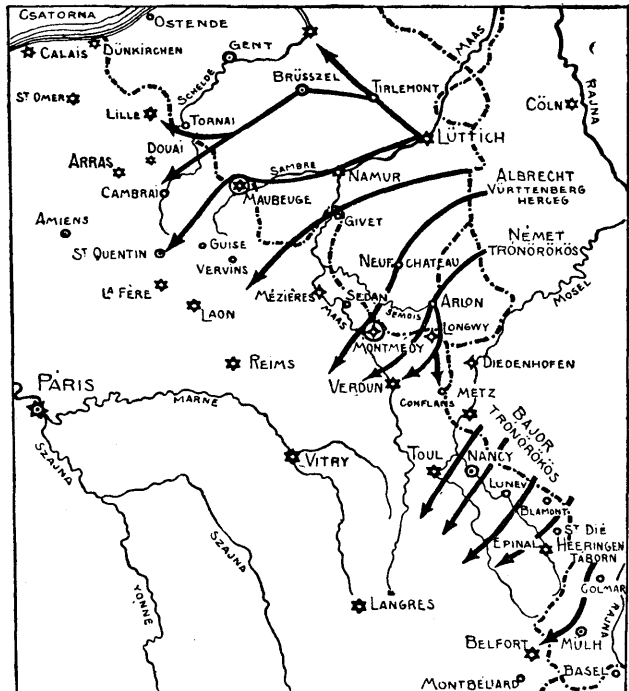 CSATORNA
OSTENDE
CALAIS
DÜNKIRCHEN
GENT
MAAS
SCHELDE
BRÜSSZEL
TIRLEMONT
RAJNA
ST OMER
LILLE
TORNAI
CÖLN
LÜTTICH
DOUAI
ARRAS
SAMBRE
NAMUR
ALBRECHT
VÜRTTENBERG
HERCEG
CAMBRAI
MAUBEUGE
GIVET
AMIENS
GUISE
ST QUENTIN
VERVINS
NEUFCHATEAU
NÉMET
TRÓNÖRÖKÖS
LA FÈRE
MÉZIÈRES
SEDAN
ARLON
MOSEL
LAON
MAAS
SEMOIS
LONGWY
MONTMEDY
REIMS
DIEDENHOFEN
VERDUN
CONFLANS
METZ
PÁRIS
MARNE
BAJOR
TRÓNÖRÖKÖS
SZAJNA
VITRY
TOUL
NANCY
LUNEV
BLAMONT
ST DIÉ
EPINAL
HEERINGEN
TÁBORN
SZAJNA
COLMAR
YONNE
LANGRES
RAJNA
BELFORT
MÜLH
BASEL
MONTBÉLIARD